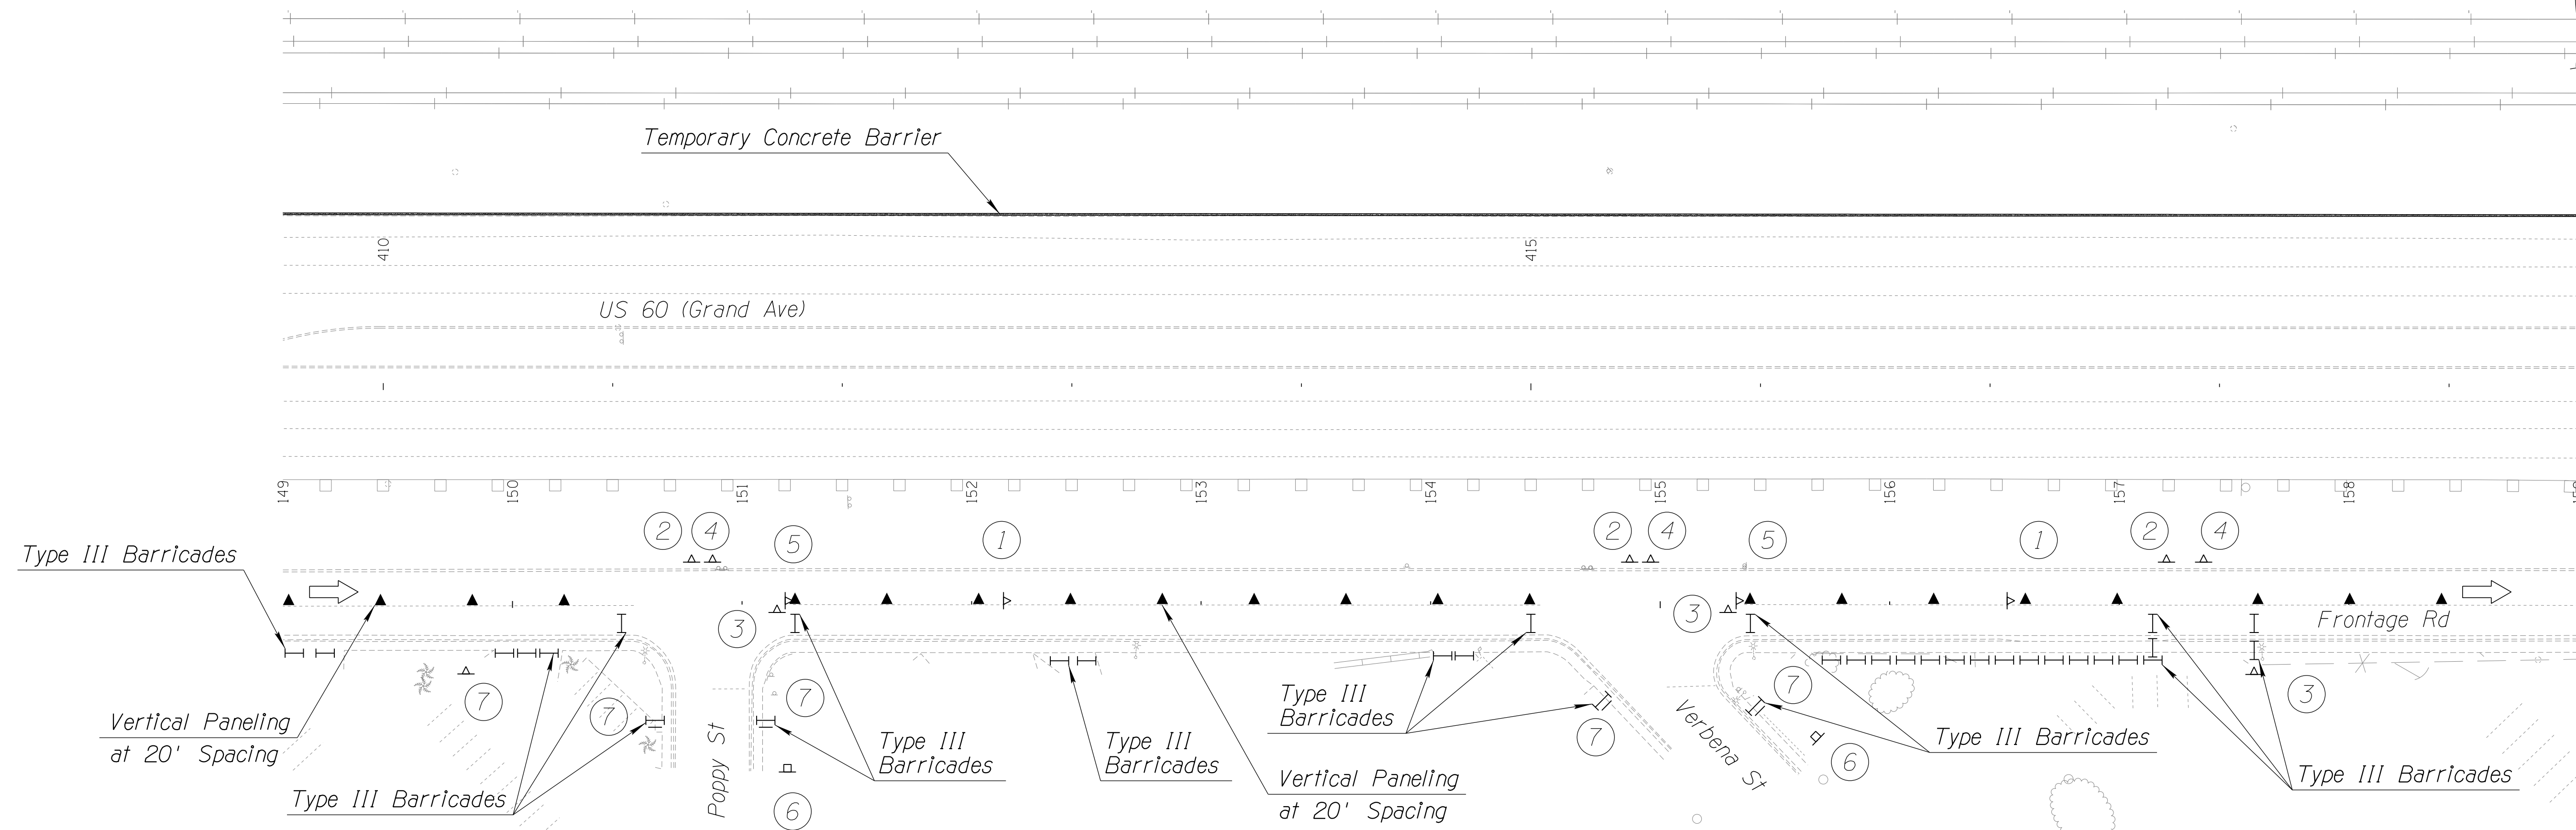 Temporary Concrete Barrier
410
415
US 60 (Grand Ave)
149
150
151
152
153
154
155
156
157
158
2
4
5
1
2
4
5
1
2
4
Type III Barricades
3
3
Frontage Rd
7
7
7
7
7
3
Vertical Paneling
at 20' Spacing
Type III Barricades
Poppy St
6
Type III
Barricades
Type III
Barricades
Type III
Barricades
Vertical Paneling
at 20' Spacing
Verbena St
6
Type III Barricades
Type III Barricades